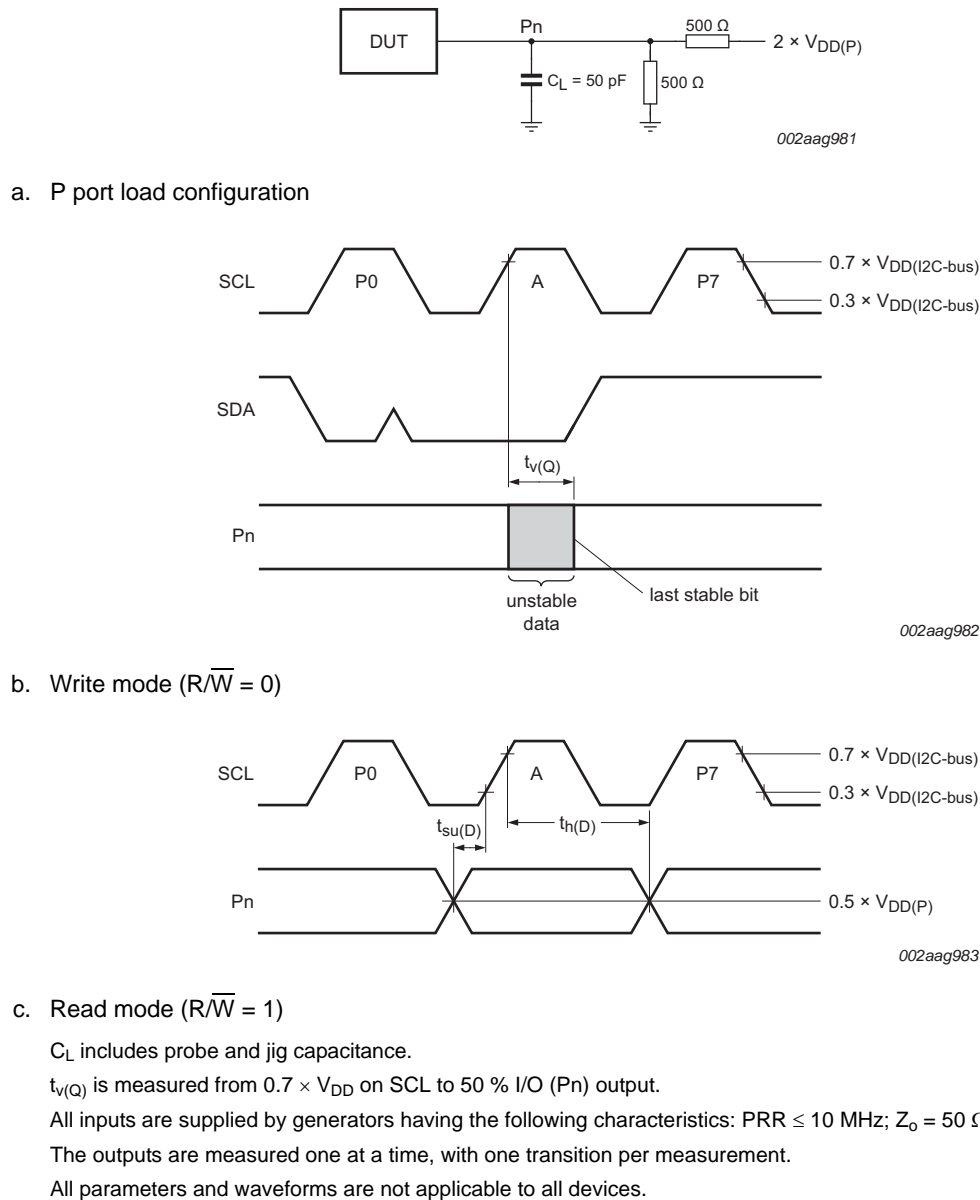 DUT
Pn
500 Ω
2 × VDD(P)
CL = 50 pF
500 Ω
002aag981
a. P port load configuration
SCL
P0
A
P7
0.7 × VDD(I2C-bus)
0.3 × VDD(I2C-bus)
SDA
tv(Q)
Pn
unstable
data
last stable bit
002aag982
b. Write mode (R/W̅ = 0)
SCL
P0
A
P7
0.7 × VDD(I2C-bus)
0.3 × VDD(I2C-bus)
tsu(D)
th(D)
Pn
0.5 × VDD(P)
002aag983
c. Read mode (R/W̅ = 1)
CL includes probe and jig capacitance.
tv(Q) is measured from 0.7 × VDD on SCL to 50 % I/O (Pn) output.
All inputs are supplied by generators having the following characteristics: PRR ≤ 10 MHz; Zo = 50 Ω
The outputs are measured one at a time, with one transition per measurement.
All parameters and waveforms are not applicable to all devices.